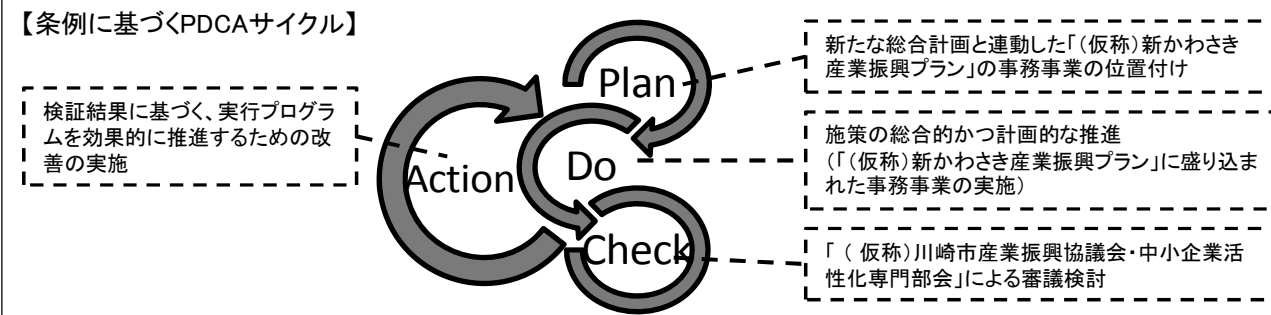 【条例に基づくPDCAサイクル】
検証結果に基づく、実行プログラ
ムを効果的に推進するための改
善の実施
Plan
Do
Check
Action
新たな総合計画と連動した「（仮称）新かわさき
産業振興プラン」の事務事業の位置付け
施策の総合的かつ計画的な推進
（「（仮称）新かわさき産業振興プラン」に盛り込ま
れた事務事業の実施）
「（ 仮称）川崎市産業振興協議会・中小企業活
性化専門部会」による審議検討